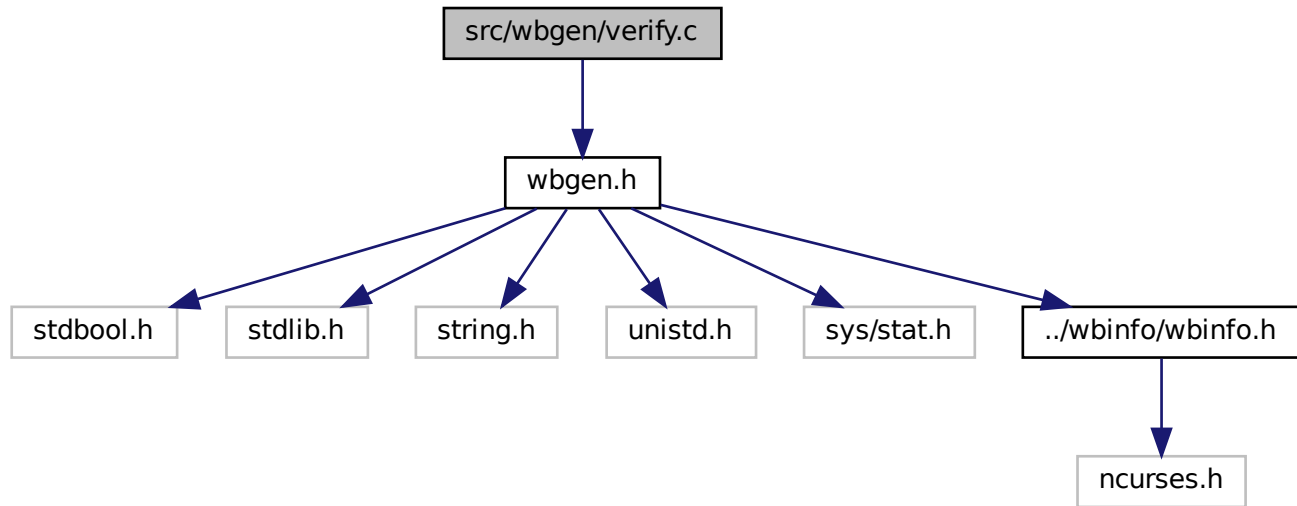 src/wbgen/verify.c
wbgen.h
stdbool.h
stdlib.h
string.h
unistd.h
sys/stat.h
../wbinfo/wbinfo.h
ncurses.h